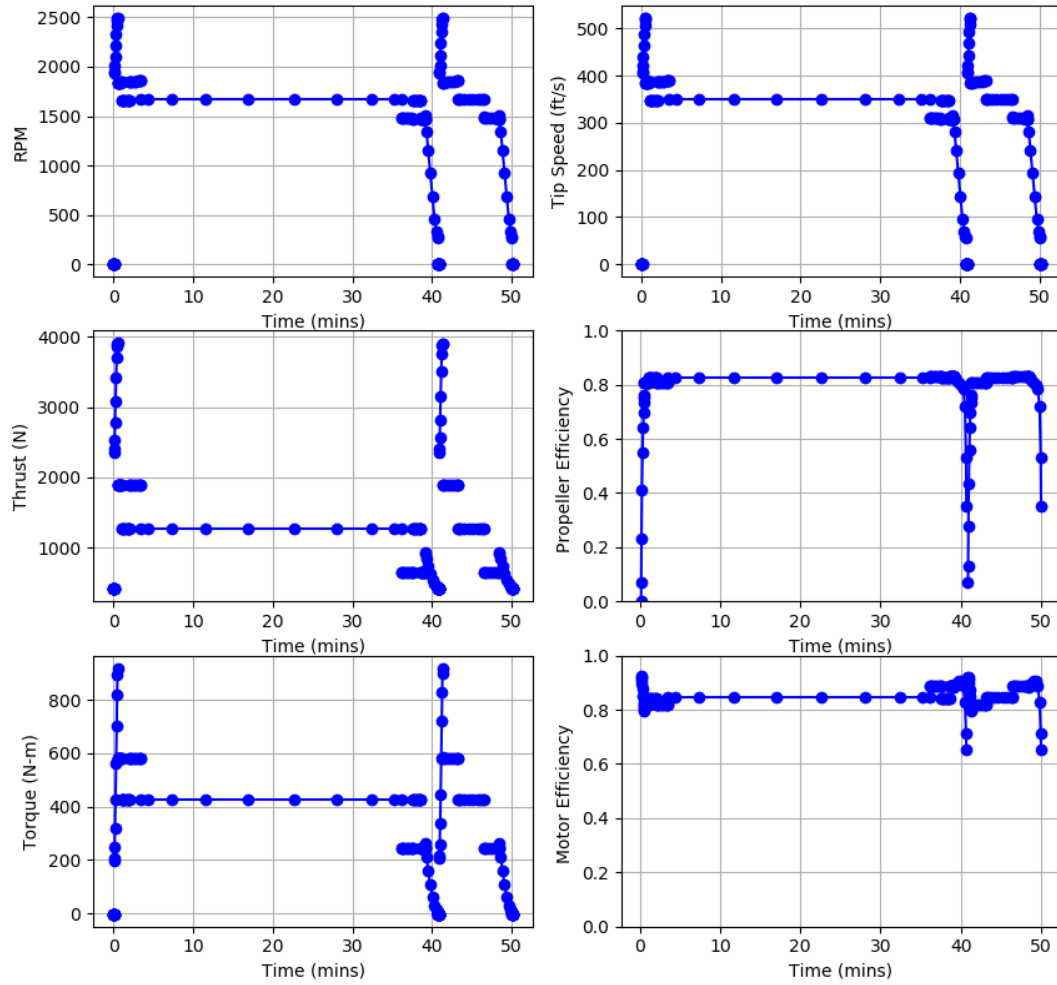 RPM
2500
2000
1500
1000
500
0
0 10 20 30 40 50
Time (mins)
Tip Speed (ft/s)
500
400
300
200
100
0
0 10 20 30 40 50
Time (mins)
Thrust (N)
4000
3000
2000
1000
0 10 20 30 40 50
Time (mins)
Propeller Efficiency
1.0
0.8
0.6
0.4
0.2
0.0
0 10 20 30 40 50
Time (mins)
Torque (N-m)
800
600
400
200
0
0 10 20 30 40 50
Time (mins)
Motor Efficiency
1.0
0.8
0.6
0.4
0.2
0.0
0 10 20 30 40 50
Time (mins)